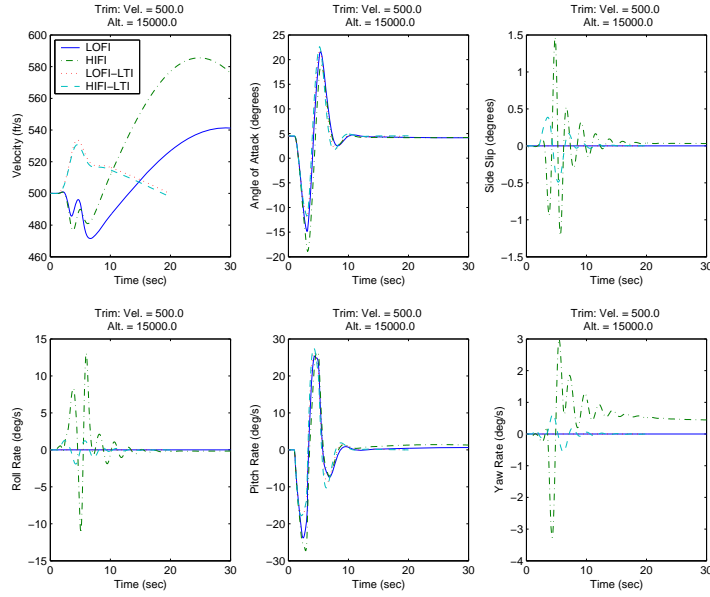 Trim: Vel. = 500.0
Alt. = 15000.0
600
580
560
540
520
500
480
460
Velocity (ft/s)
LOFI
HIFI
LOFI-LTI
HIFI-LTI
0
10
20
30
Time (sec)
Trim: Vel. = 500.0
Alt. = 15000.0
25
20
15
10
5
0
-5
-10
-15
-20
Angle of Attack (degrees)
0
10
20
30
Time (sec)
Trim: Vel. = 500.0
Alt. = 15000.0
1.5
1
0.5
0
-0.5
-1
-1.5
Side Slip (degrees)
0
10
20
30
Time (sec)
Trim: Vel. = 500.0
Alt. = 15000.0
15
10
5
0
-5
-10
-15
Roll Rate (deg/s)
0
10
20
30
Time (sec)
Trim: Vel. = 500.0
Alt. = 15000.0
30
20
10
0
-10
-20
-30
Pitch Rate (deg/s)
0
10
20
30
Time (sec)
Trim: Vel. = 500.0
Alt. = 15000.0
3
2
1
0
-1
-2
-3
-4
Yaw Rate (deg/s)
0
10
20
30
Time (sec)